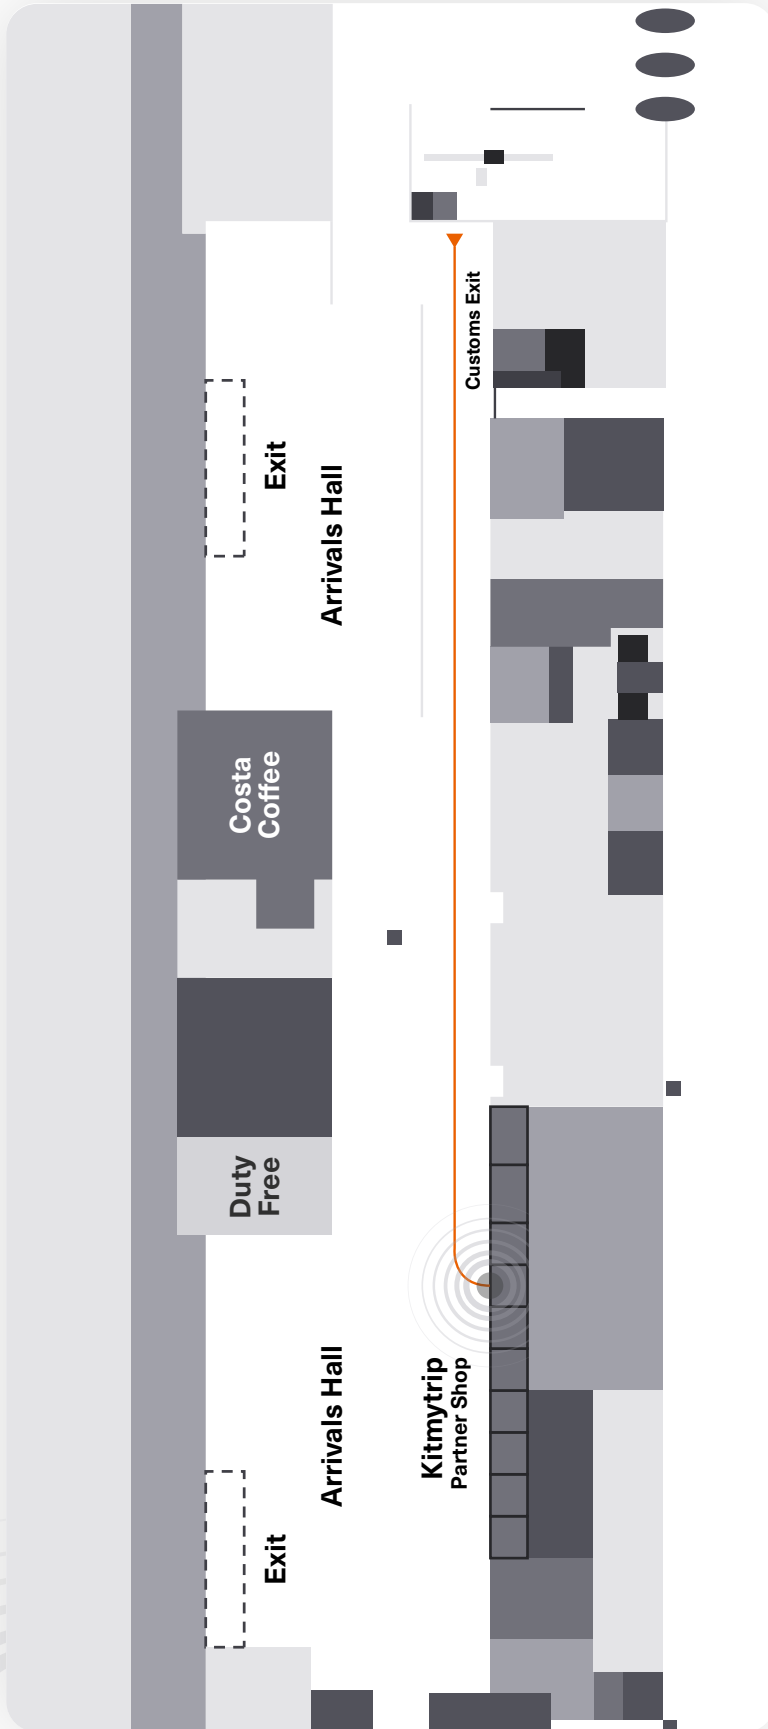 Customs Exit
Exit
Arrivals Hall
Costa
Coffee
Duty
Free
Kitmytrip
Partner Shop
Arrivals Hall
Exit